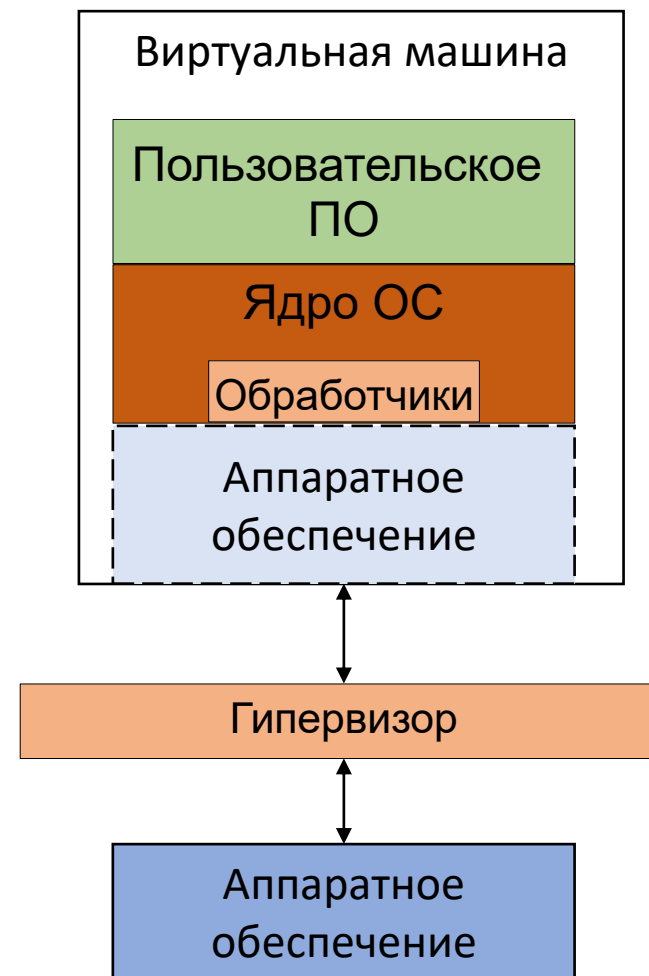 Виртуальная машина
Пользовательское
ПО
Ядро ОС
Обработчики
Аппаратное
обеспечение
Гипервизор
Аппаратное
обеспечение